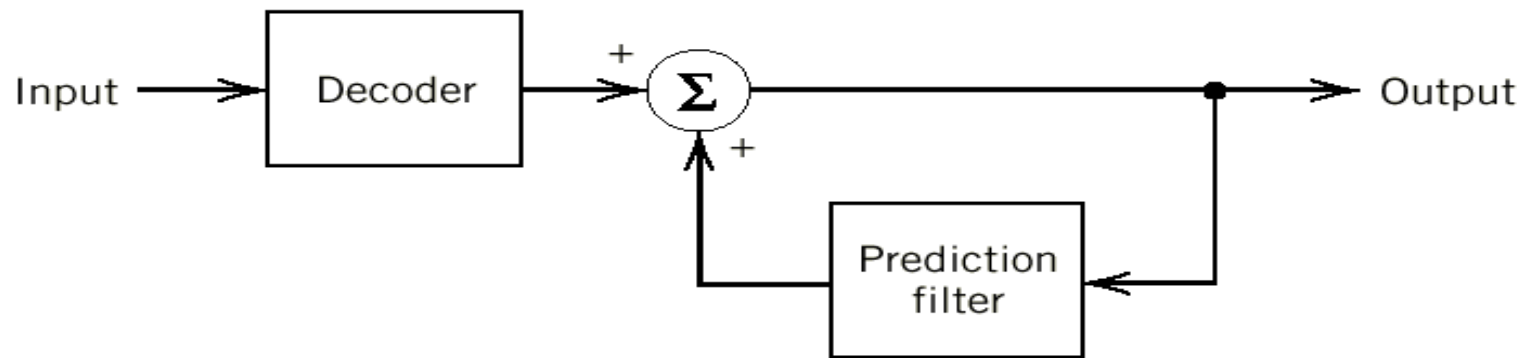 Input
Decoder
+
Σ
Output
+
Prediction
filter